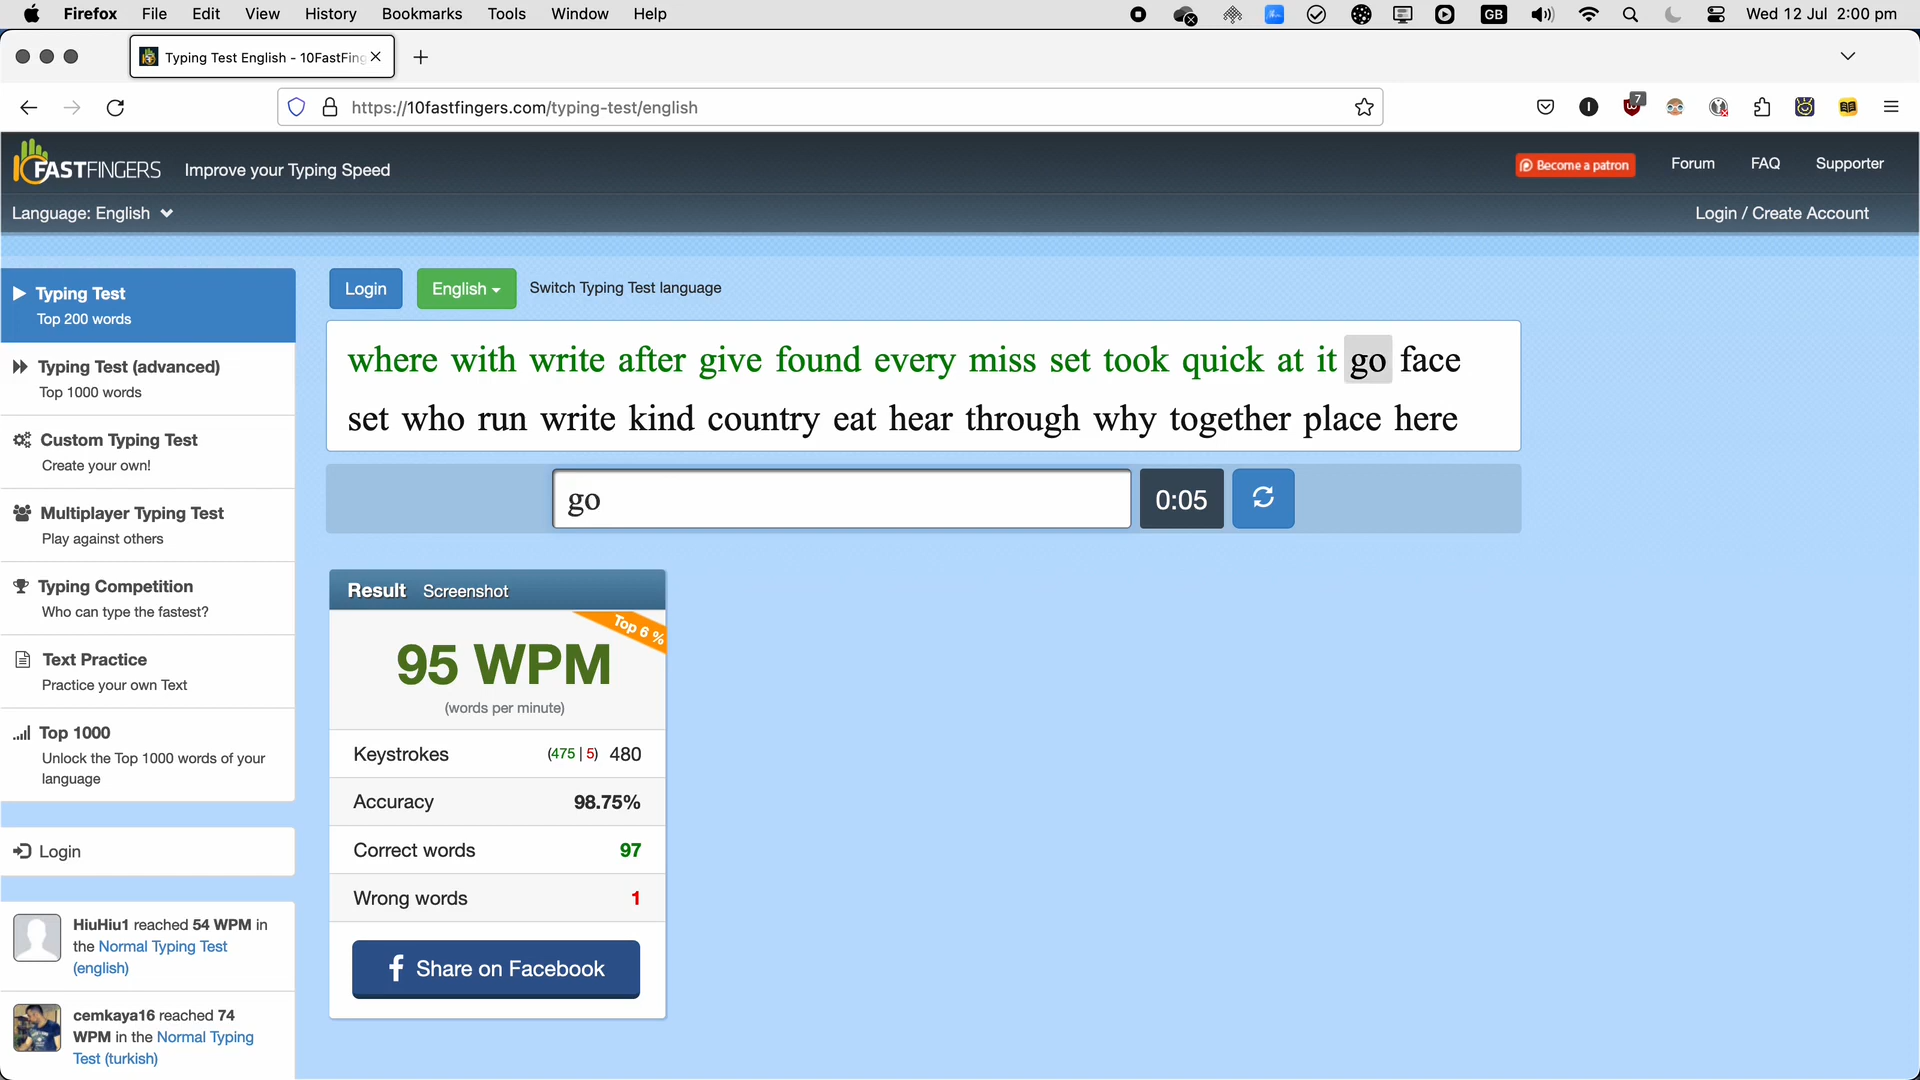 Firefox File Edit View History Bookmarks Tools Window Help GB Wed 12 Jul 2:00 pm
Typing Test English - 10FastFing
https://10fastfingers.com/typing-test/english 7
10FASTFINGERS Improve your Typing Speed Become a patron Forum FAQ Supporter
Language: English Login / Create Account
Typing Test
Top 200 words
Typing Test (advanced)
Top 1000 words
Custom Typing Test
Create your own!
Multiplayer Typing Test
Play against others
Typing Competition
Who can type the fastest?
Text Practice
Practice your own Text
Top 1000
Unlock the Top 1000 words of your
language
Login
HiuHiu1 reached 54 WPM in
the Normal Typing Test
(english)
cemkaya16 reached 74
WPM in the Normal Typing
Test (turkish)
Login English Switch Typing Test language
where with write after give found every miss set took quick at it go face
set who run write kind country eat hear through why together place here
go 0:05
Result Screenshot
Top 6 %
95 WPM
(words per minute)
Keystrokes (475 | 5) 480
Accuracy 98.75%
Correct words 97
Wrong words 1
Share on Facebook